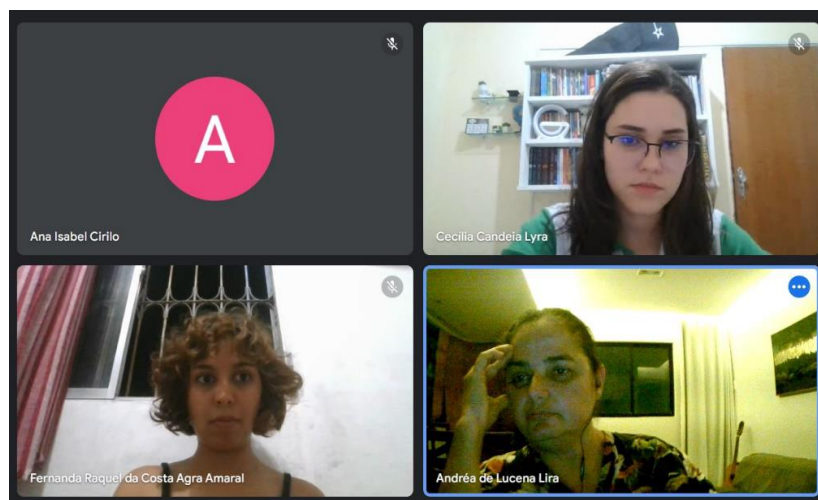 A
Ana Isabel Cirilo
Cecília Candeia Lyra
Fernanda Raquel da Costa Agra Amaral
Andréa de Lucena Lira